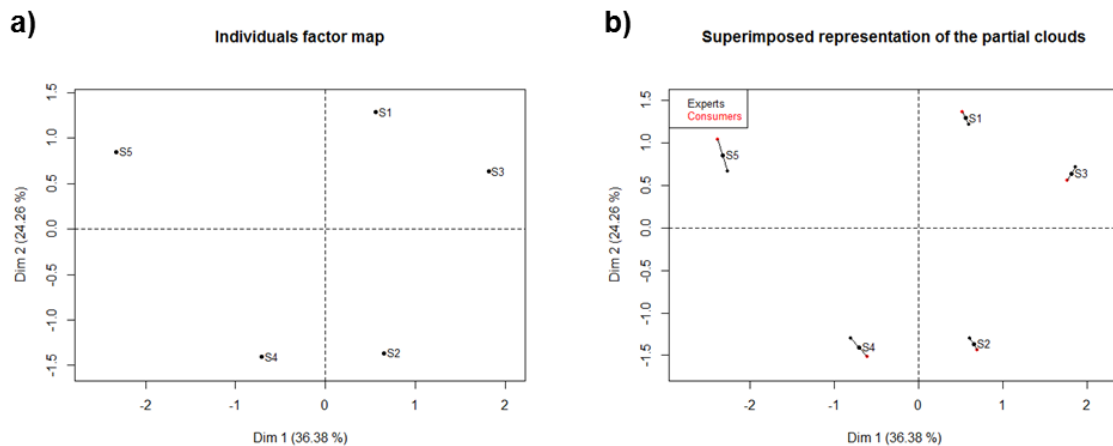 a)
Individuals factor map
1.5
1.0
0.5
0.0
-0.5
-1.0
-1.5
Dim 2 (24.26 %)
S1
S5
S3
S4
S2
-2 -1 0 1 2
Dim 1 (36.38 %)
b)
Superimposed representation of the partial clouds
1.5
1.0
0.5
0.0
-0.5
-1.0
-1.5
Dim 2 (24.26 %)
Experts
Consumers
S1
S5
S3
S4
S2
-2 -1 0 1 2
Dim 1 (36.38 %)